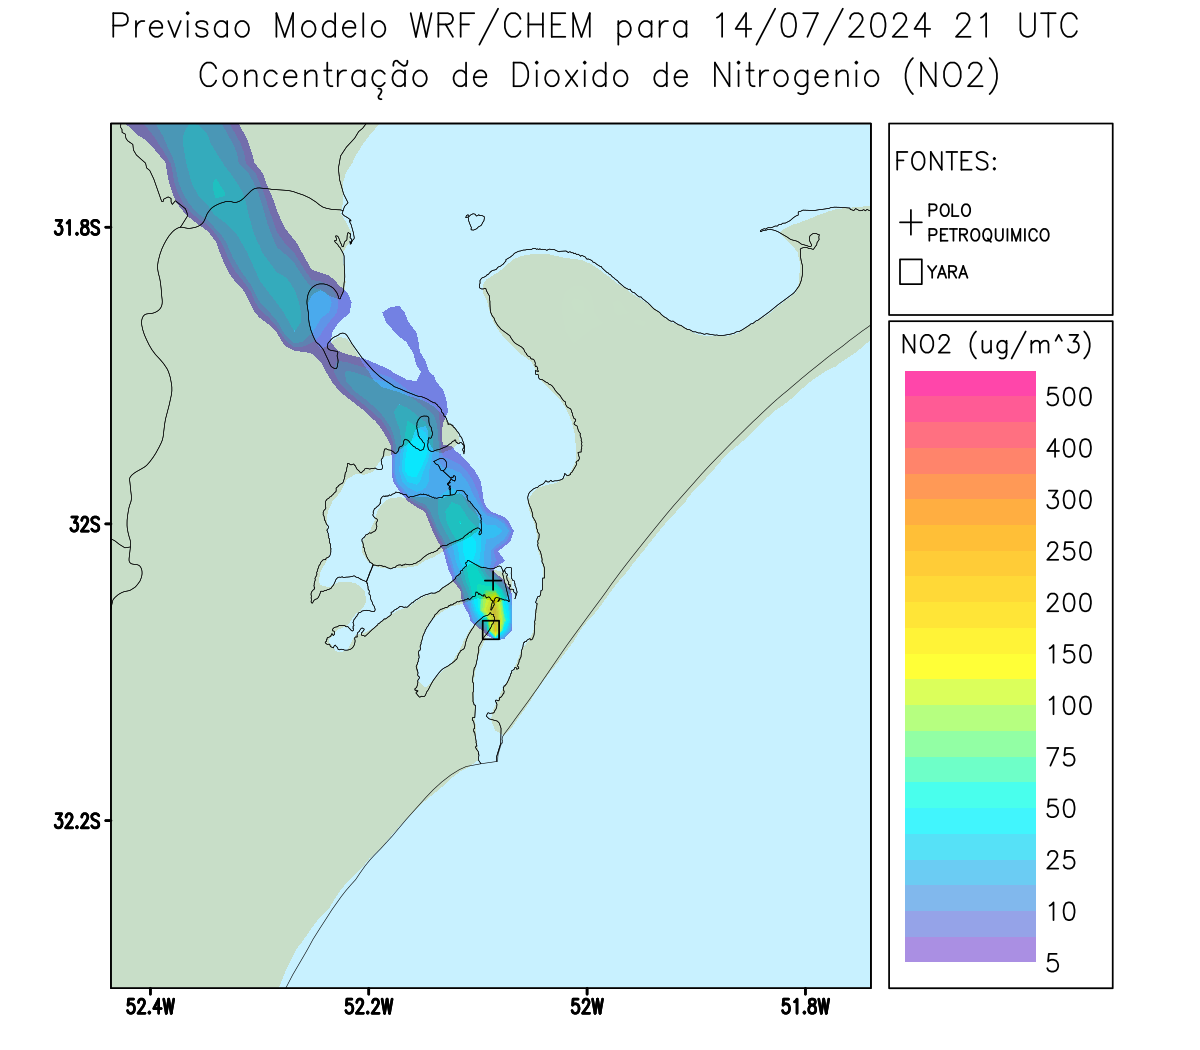 Previsao Modelo WRF/CHEM para 14/07/2024 21 UTC
Concentração de Dioxido de Nitrogenio (NO2)
FONTES:
POLO
PETROQUIMICO
YARA
NO2 (ug/m^3)
500
400
300
250
200
150
100
75
50
25
10
5
31.8S
32S
32.2S
52.4W
52.2W
52W
51.8W